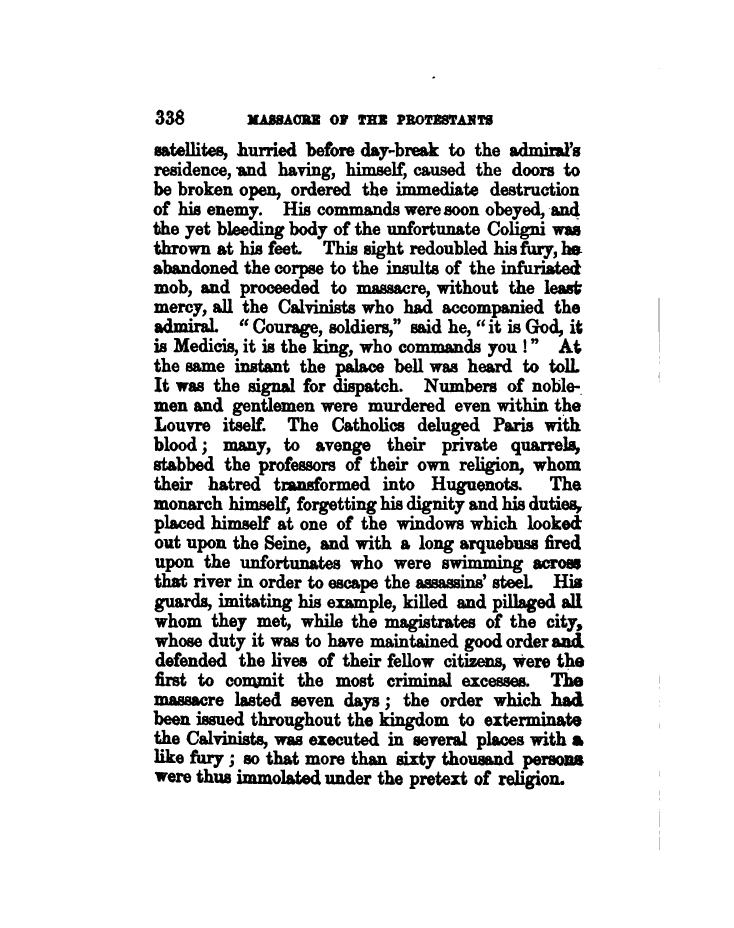 338 MASSACRE OF THE PROTESTANTS
satellites, hurried before day-break to the admiral's
residence, and having, himself, caused the doors to
be broken open, ordered the immediate destruction
of his enemy. His commands were soon obeyed, and
the yet bleeding body of the unfortunate Coligni was
thrown at his feet. This sight redoubled his fury, he
abandoned the corpse to the insults of the infuriated
mob, and proceeded to massacre, without the least
mercy, all the Calvinists who had accompanied the
admiral. "Courage, soldiers," said he, "it is God, it
is Medicis, it is the king, who commands you!" At
the same instant the palace bell was heard to toll.
It was the signal for dispatch. Numbers of noble-
men and gentlemen were murdered even within the
Louvre itself. The Catholics deluged Paris with
blood; many, to avenge their private quarrels,
stabbed the professors of their own religion, whom
their hatred transformed into Huguenots. The
monarch himself, forgetting his dignity and his duties,
placed himself at one of the windows which looked
out upon the Seine, and with a long arquebuss fired
upon the unfortunates who were swimming across
that river in order to escape the assassins' steel. His
guards, imitating his example, killed and pillaged all
whom they met, while the magistrates of the city,
whose duty it was to have maintained good order and
defended the lives of their fellow citizens, were the
first to commit the most criminal excesses. The
massacre lasted seven days; the order which had
been issued throughout the kingdom to exterminate
the Calvinists, was executed in several places with a
like fury; so that more than sixty thousand persons
were thus immolated under the pretext of religion.